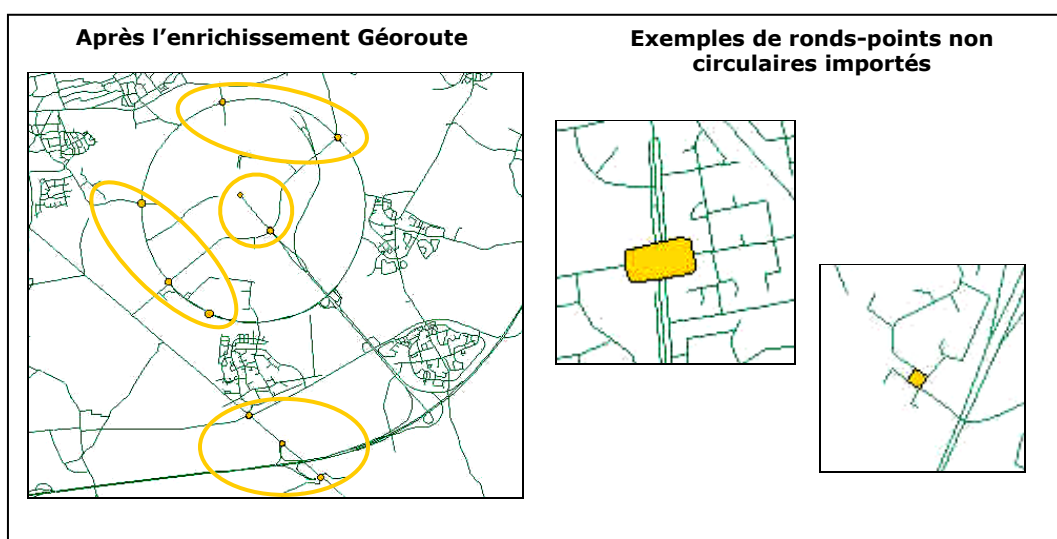 Après l’enrichissement Géoroute
Exemples de ronds-points non
circulaires importés